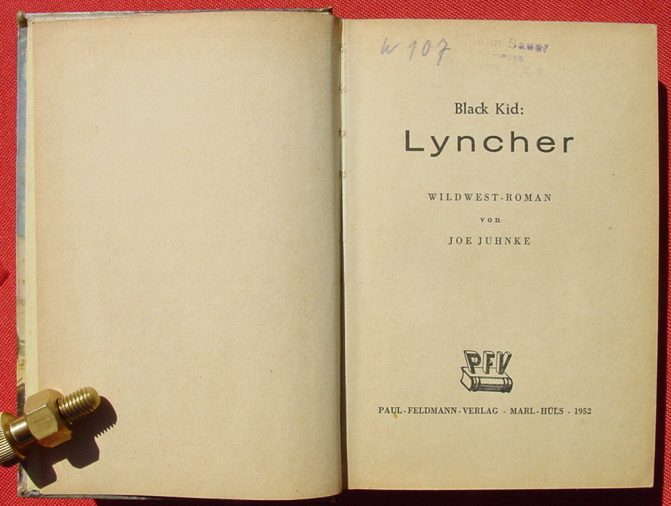 W 107
Black Kid:
Lyncher
WILDWEST-ROMAN
von
JOE JUHNKE
PFV
PAUL-FELDMANN-VERLAG · MARL-HÜLS · 1952